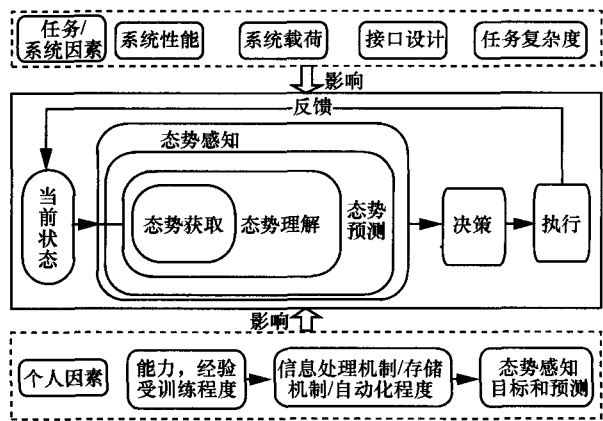 任务/
系统因素
系统性能
系统载荷
接口设计
任务复杂度
影响
反馈
态势感知
当前状态
态势获取
态势理解
态势
预测
决策
执行
影响
个人因素
能力，经验
受训练程度
信息处理机制/存储
机制/自动化程度
态势感知
目标和预测